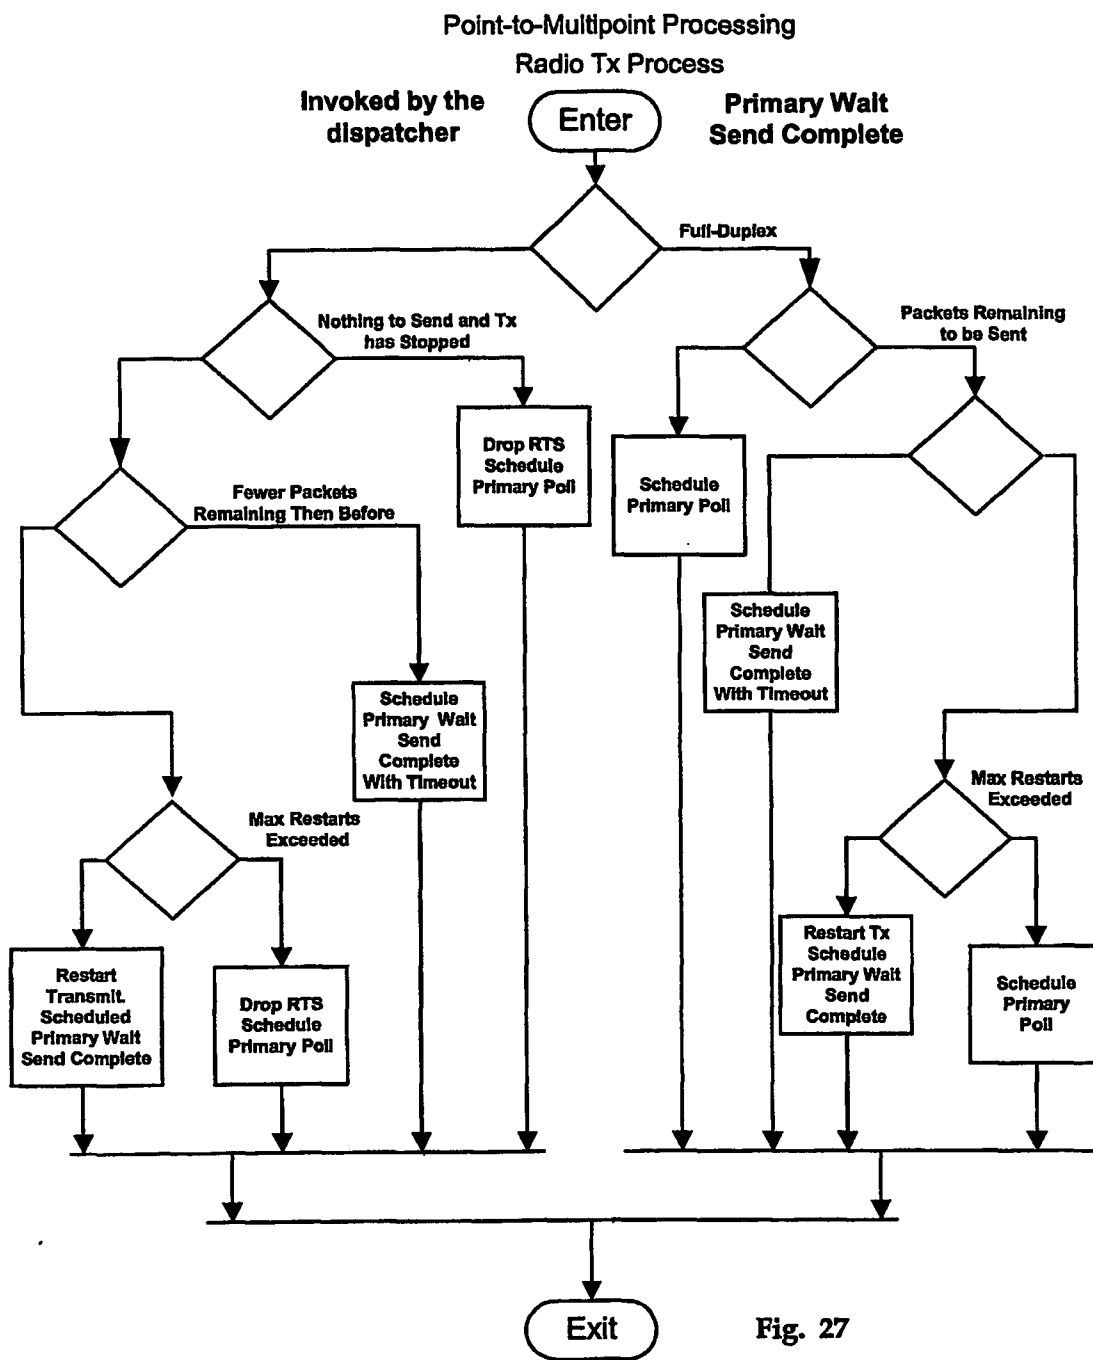 Point-to-Multipoint Processing
Radio Tx Process
Invoked by the
dispatcher
Enter
Primary Wait
Send Complete
Full-Duplex
Nothing to Send and Tx
has Stopped
Packets Remaining
to be Sent
Drop RTS
Schedule
Primary Poll
Schedule
Primary Poll
Fewer Packets
Remaining Then Before
Schedule
Primary Wait
Send
Complete
With Timeout
Schedule
Primary Wait
Send
Complete
With Timeout
Max Restarts
Exceeded
Max Restarts
Exceeded
Restart
Transmit.
Scheduled
Primary Wait
Send Complete
Drop RTS
Schedule
Primary Poll
Restart Tx
Schedule
Primary Wait
Send
Complete
Schedule
Primary
Poll
Exit
Fig. 27